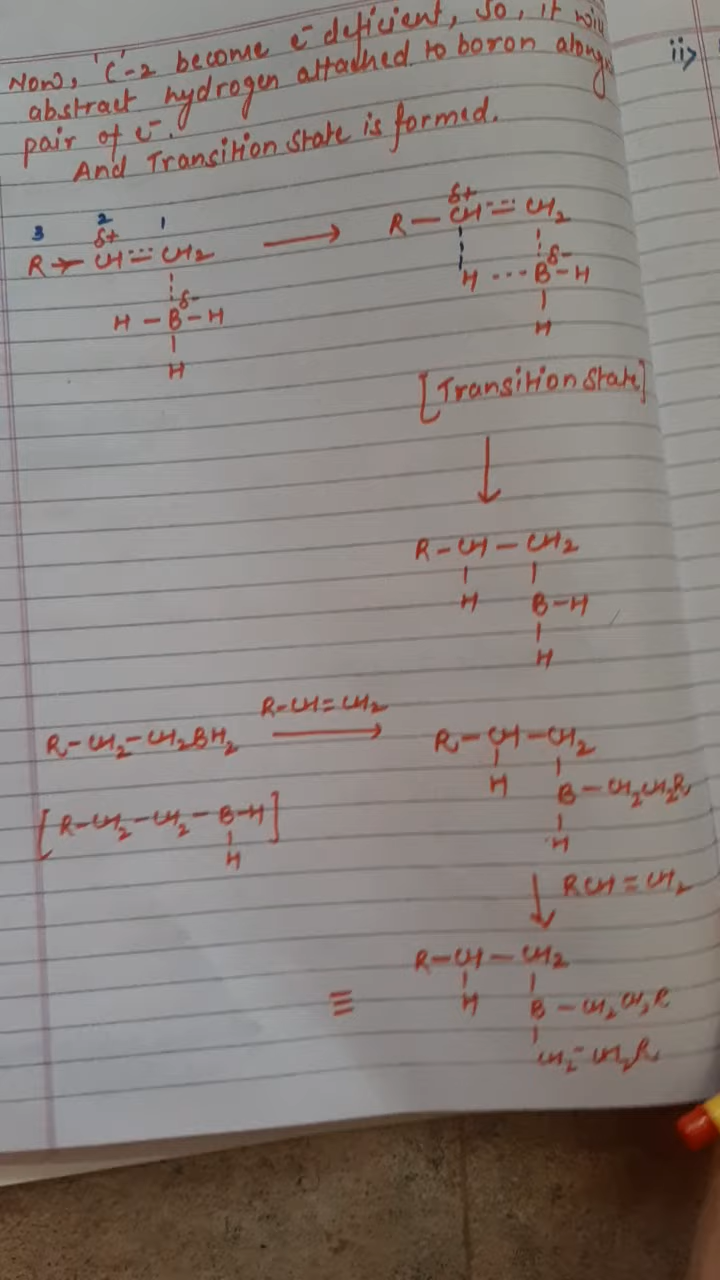 Now, 'C'-2 become e⁻ deficient, so, it will
abstract hydrogen attached to boron along
pair of e⁻.
And Transition state is formed.
ii>
3 2 1
δ+ δ+
R → CH ⋯ CH₂ ⟶ R – CH ⋯ CH₂
δ- δ-
H – B – H H ⋯ B – H
H H
[Transition State]
↓
R – CH – CH₂
H B – H
H
R-CH=CH₂
R-CH₂-CH₂BH₂ ⟶ R – CH – CH₂
H B – CH₂CH₂R
[R-CH₂-CH₂-B-H] H
H
↓ RCH = CH₂
R – CH – CH₂
≡ H B – CH₂CH₂R
CH₂-CH₂R